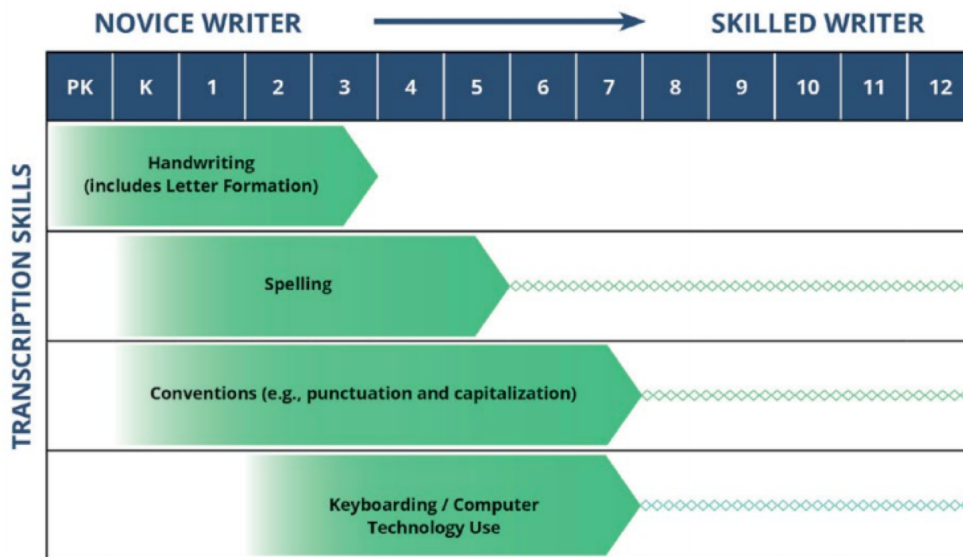 NOVICE WRITER SKILLED WRITER
PK K 1 2 3 4 5 6 7 8 9 10 11 12
TRANSCRIPTION SKILLS
Handwriting
(includes Letter Formation)
Spelling
Conventions (e.g., punctuation and capitalization)
Keyboarding / Computer
Technology Use